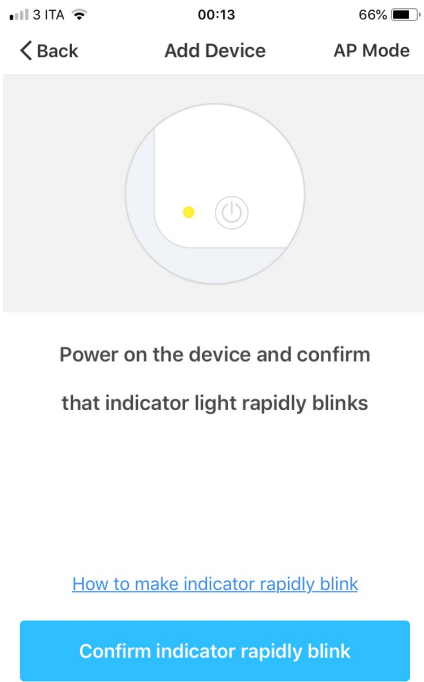 3 ITA 00:13 66%
Back Add Device AP Mode
Power on the device and confirm
that indicator light rapidly blinks
How to make indicator rapidly blink
Confirm indicator rapidly blink